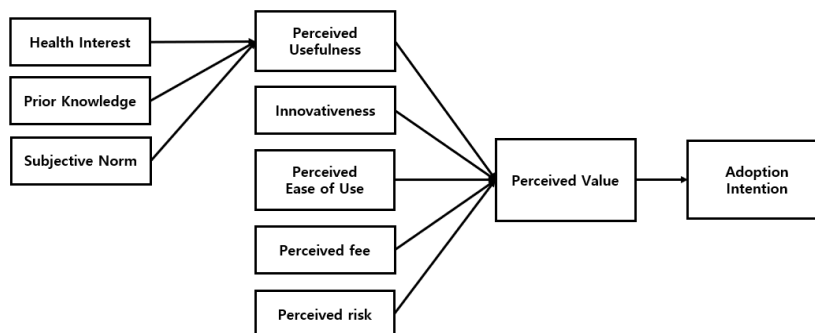 Health Interest
Prior Knowledge
Subjective Norm
Perceived
Usefulness
Innovativeness
Perceived
Ease of Use
Perceived fee
Perceived risk
Perceived Value
Adoption
Intention